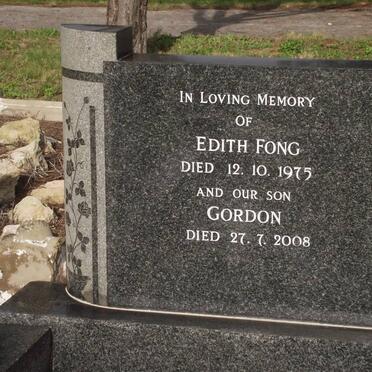 IN LOVING MEMORY
OF
EDITH FONG
DIED 12. 10. 1975
AND OUR SON
GORDON
DIED 27. 7. 2008